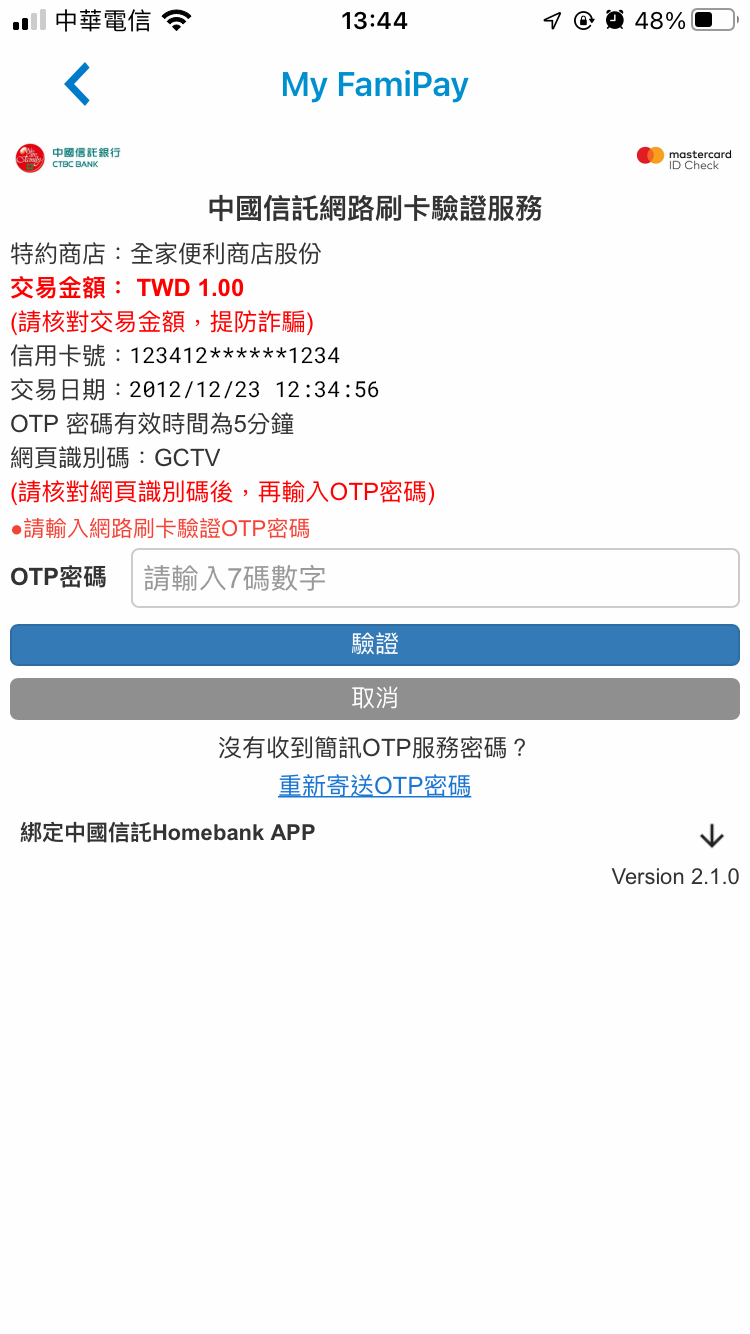 中華電信 13:44 48%
My FamiPay
中國信託銀行
CTBC BANK
mastercard
ID Check
中國信託網路刷卡驗證服務
特約商店：全家便利商店股份
交易金額： TWD 1.00
(請核對交易金額，提防詐騙)
信用卡號：123412******1234
交易日期：2012/12/23 12:34:56
OTP 密碼有效時間為5分鐘
網頁識別碼：GCTV
(請核對網頁識別碼後，再輸入OTP密碼)
●請輸入網路刷卡驗證OTP密碼
OTP密碼 請輸入7碼數字
驗證
取消
沒有收到簡訊OTP服務密碼？
重新寄送OTP密碼
綁定中國信託Homebank APP
Version 2.1.0